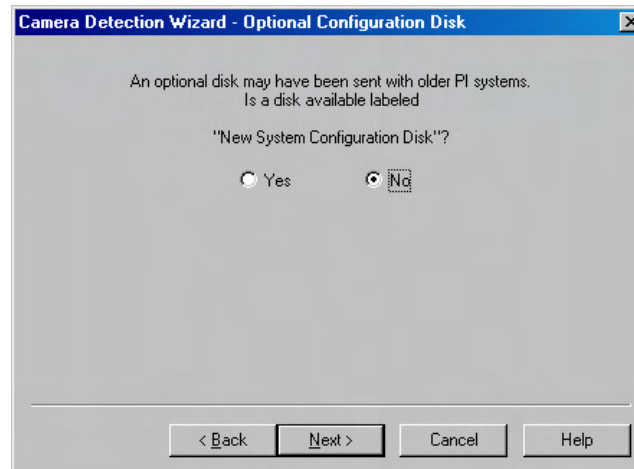 Camera Detection Wizard - Optional Configuration Disk
An optional disk may have been sent with older PI systems.
Is a disk available labeled
"New System Configuration Disk"?
Yes No
< Back Next > Cancel Help